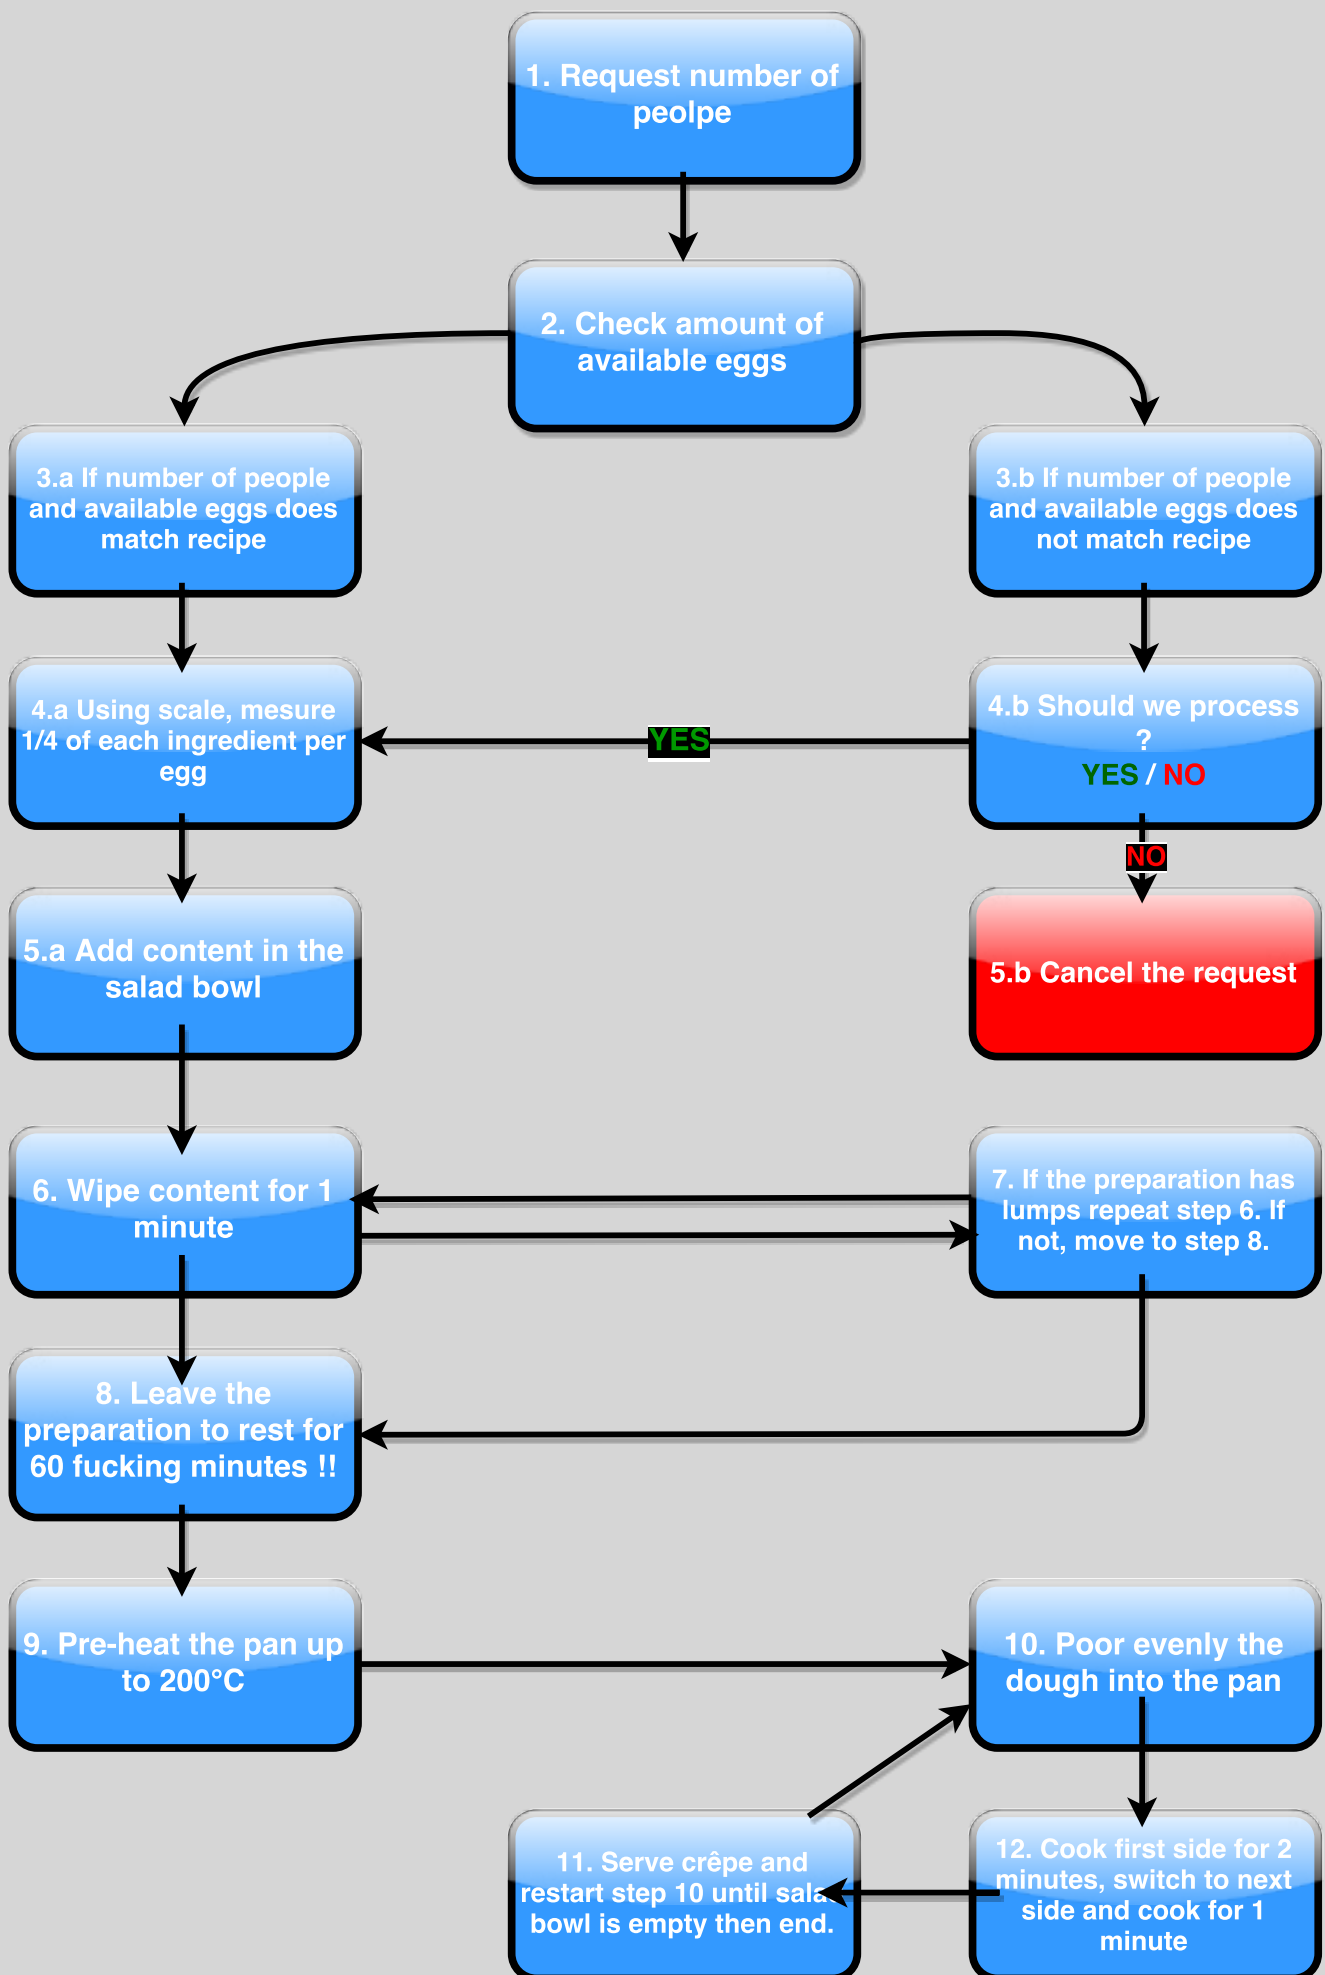 1. Request number of
peolpe
2. Check amount of
available eggs
3.a If number of people
and available eggs does
match recipe
3.b If number of people
and available eggs does
not match recipe
4.a Using scale, mesure
1/4 of each ingredient per
egg
YES
4.b Should we process
?
YES / NO
NO
5.a Add content in the
salad bowl
5.b Cancel the request
6. Wipe content for 1
minute
7. If the preparation has
lumps repeat step 6. If
not, move to step 8.
8. Leave the
preparation to rest for
60 fucking minutes !!
9. Pre-heat the pan up
to 200°C
10. Poor evenly the
dough into the pan
11. Serve crêpe and
restart step 10 until salad
bowl is empty then end.
12. Cook first side for 2
minutes, switch to next
side and cook for 1
minute